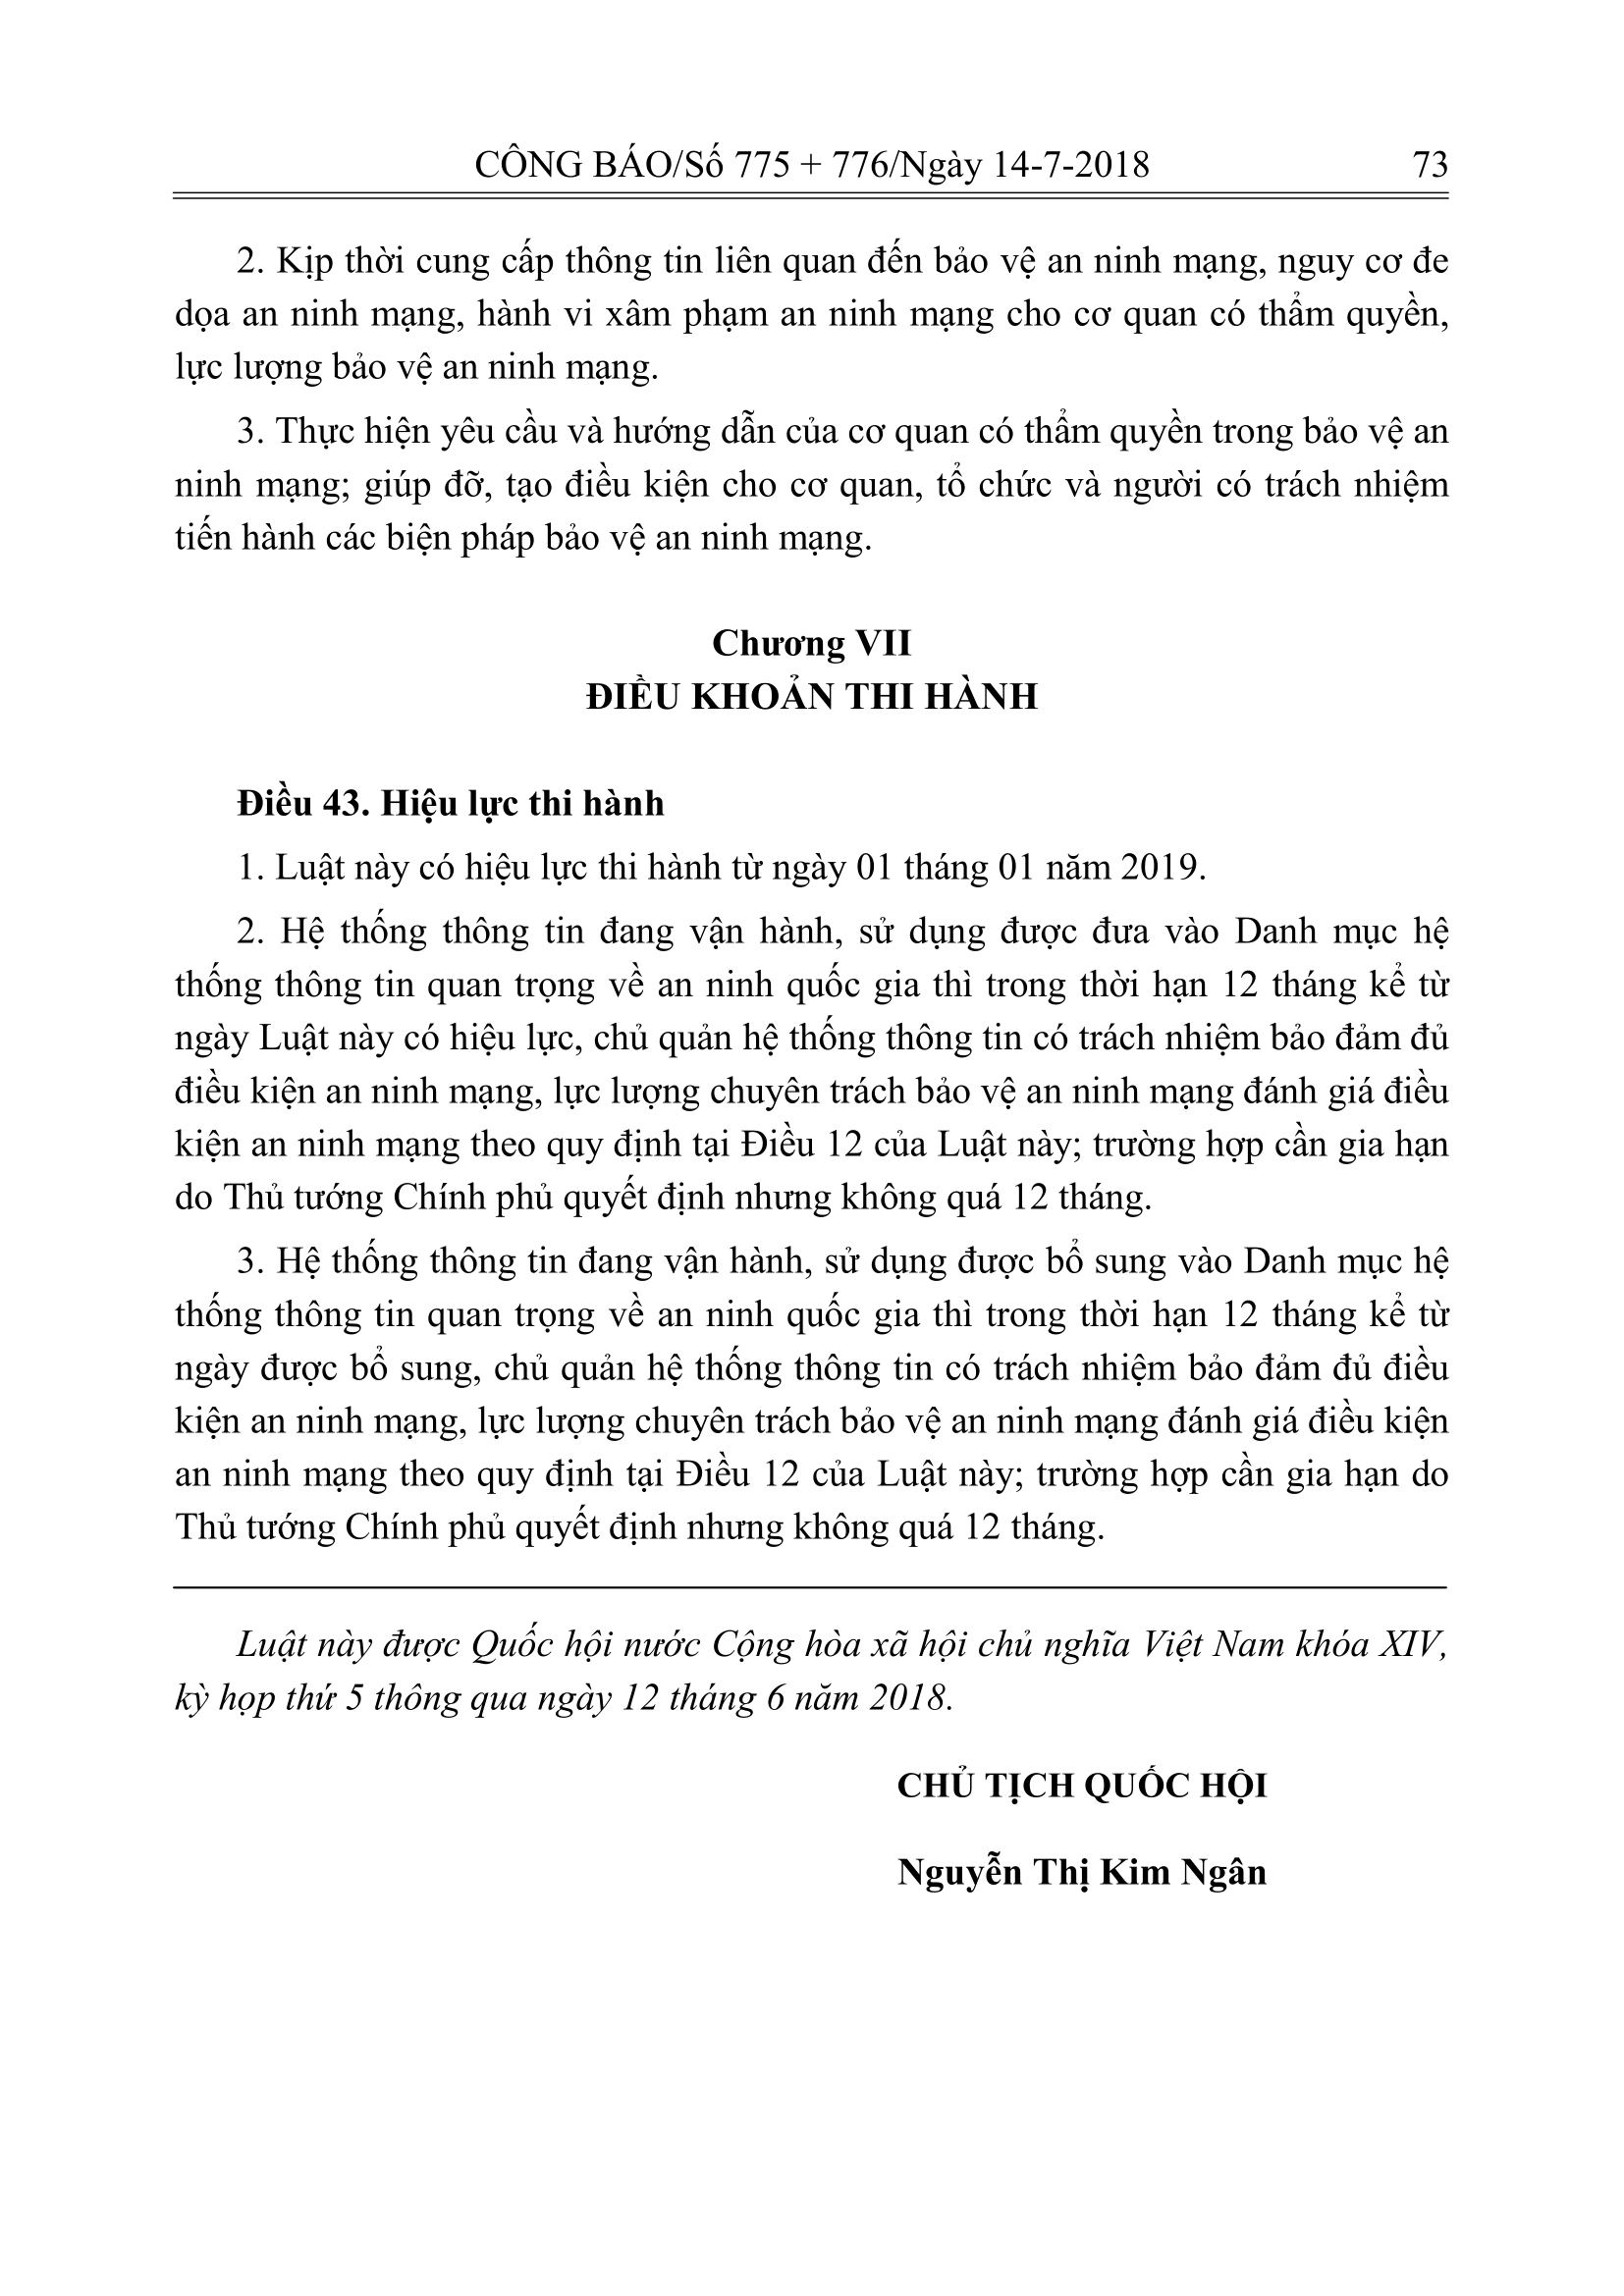 CÔNG BÁO/Số 775 + 776/Ngày 14-7-2018 73
2. Kịp thời cung cấp thông tin liên quan đến bảo vệ an ninh mạng, nguy cơ đe
dọa an ninh mạng, hành vi xâm phạm an ninh mạng cho cơ quan có thẩm quyền,
lực lượng bảo vệ an ninh mạng.
3. Thực hiện yêu cầu và hướng dẫn của cơ quan có thẩm quyền trong bảo vệ an
ninh mạng; giúp đỡ, tạo điều kiện cho cơ quan, tổ chức và người có trách nhiệm
tiến hành các biện pháp bảo vệ an ninh mạng.
Chương VII
ĐIỀU KHOẢN THI HÀNH
Điều 43. Hiệu lực thi hành
1. Luật này có hiệu lực thi hành từ ngày 01 tháng 01 năm 2019.
2. Hệ thống thông tin đang vận hành, sử dụng được đưa vào Danh mục hệ
thống thông tin quan trọng về an ninh quốc gia thì trong thời hạn 12 tháng kể từ
ngày Luật này có hiệu lực, chủ quản hệ thống thông tin có trách nhiệm bảo đảm đủ
điều kiện an ninh mạng, lực lượng chuyên trách bảo vệ an ninh mạng đánh giá điều
kiện an ninh mạng theo quy định tại Điều 12 của Luật này; trường hợp cần gia hạn
do Thủ tướng Chính phủ quyết định nhưng không quá 12 tháng.
3. Hệ thống thông tin đang vận hành, sử dụng được bổ sung vào Danh mục hệ
thống thông tin quan trọng về an ninh quốc gia thì trong thời hạn 12 tháng kể từ
ngày được bổ sung, chủ quản hệ thống thông tin có trách nhiệm bảo đảm đủ điều
kiện an ninh mạng, lực lượng chuyên trách bảo vệ an ninh mạng đánh giá điều kiện
an ninh mạng theo quy định tại Điều 12 của Luật này; trường hợp cần gia hạn do
Thủ tướng Chính phủ quyết định nhưng không quá 12 tháng.
Luật này được Quốc hội nước Cộng hòa xã hội chủ nghĩa Việt Nam khóa XIV,
kỳ họp thứ 5 thông qua ngày 12 tháng 6 năm 2018.
CHỦ TỊCH QUỐC HỘI
Nguyễn Thị Kim Ngân